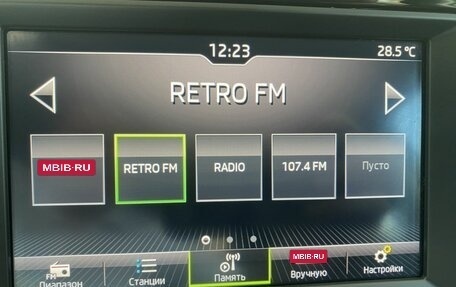 12:23
28.5 °C
RETRO FM
MBIB·RU
RETRO FM
RADIO
107.4 FM
Пусто
FM
Диапазон
Станции
Память
MBIB·RU
Вручную
Настройки